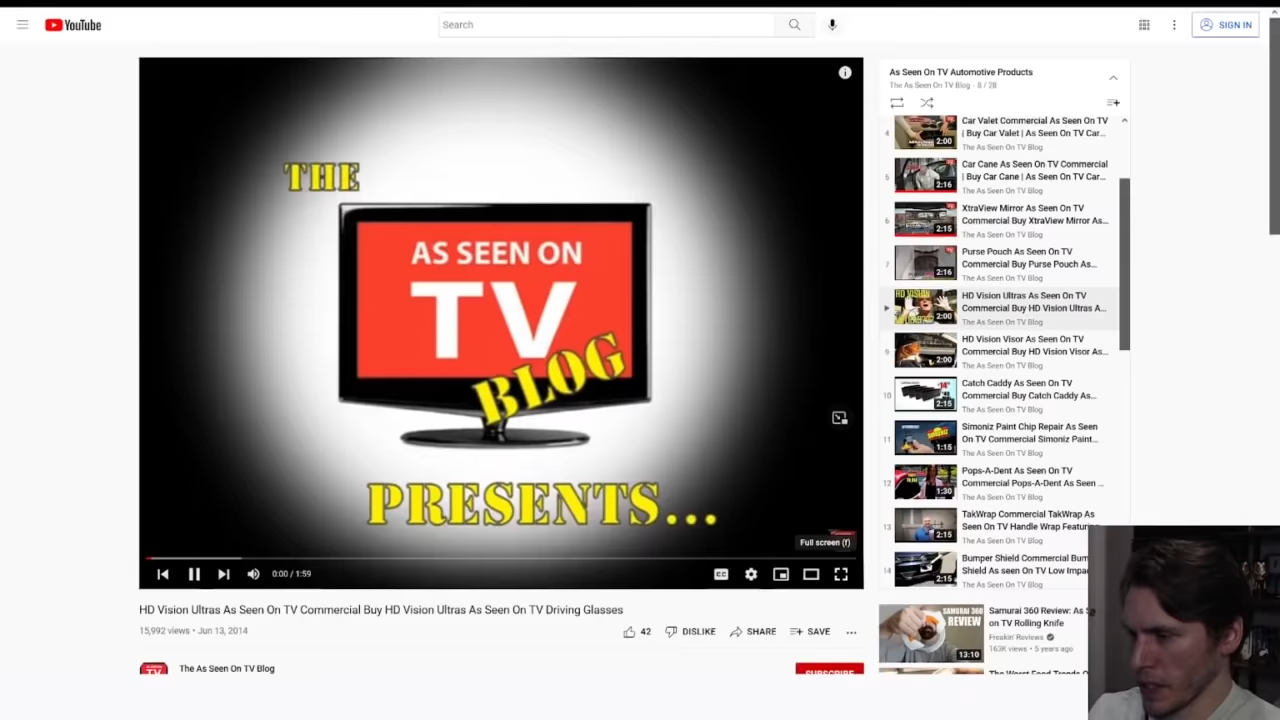 YouTube
Search
SIGN IN
THE
AS SEEN ON
TV
BLOG
PRESENTS...
Full screen (f)
0:00 / 1:59
HD Vision Ultras As Seen On TV Commercial Buy HD Vision Ultras As Seen On TV Driving Glasses
15,992 views • Jun 13, 2014
42
DISLIKE
SHARE
SAVE
The As Seen On TV Blog
SUBSCRIBE
As Seen On TV Automotive Products
The As Seen On TV Blog - 8 / 28
4
2:00
Car Valet Commercial As Seen On TV
| Buy Car Valet | As Seen On TV Car...
The As Seen On TV Blog
5
2:16
Car Cane As Seen On TV Commercial
| Buy Car Cane | As Seen On TV Car...
The As Seen On TV Blog
6
2:15
XtraView Mirror As Seen On TV
Commercial Buy XtraView Mirror As...
The As Seen On TV Blog
7
2:16
Purse Pouch As Seen On TV
Commercial Buy Purse Pouch As...
The As Seen On TV Blog
HD VISION
2:00
HD Vision Ultras As Seen On TV
Commercial Buy HD Vision Ultras A...
The As Seen On TV Blog
9
2:00
HD Vision Visor As Seen On TV
Commercial Buy HD Vision Visor As...
The As Seen On TV Blog
10
2:15
Catch Caddy As Seen On TV
Commercial Buy Catch Caddy As...
The As Seen On TV Blog
11
1:15
Simoniz Paint Chip Repair As Seen
On TV Commercial Simoniz Paint...
The As Seen On TV Blog
12
1:30
Pops-A-Dent As Seen On TV
Commercial Pops-A-Dent As Seen ...
The As Seen On TV Blog
13
2:15
TakWrap Commercial TakWrap As
Seen On TV Handle Wrap Featuri
The As Seen On TV Blog
14
2:15
Bumper Shield Commercial Bum
Shield As seen On TV Low Impa
The As Seen On TV Blog
SAMURAI 360
REVIEW
13:10
Samurai 360 Review: As S
on TV Rolling Knife
Freakin' Reviews
163K views • 5 years ago
The Worst Food Trends O